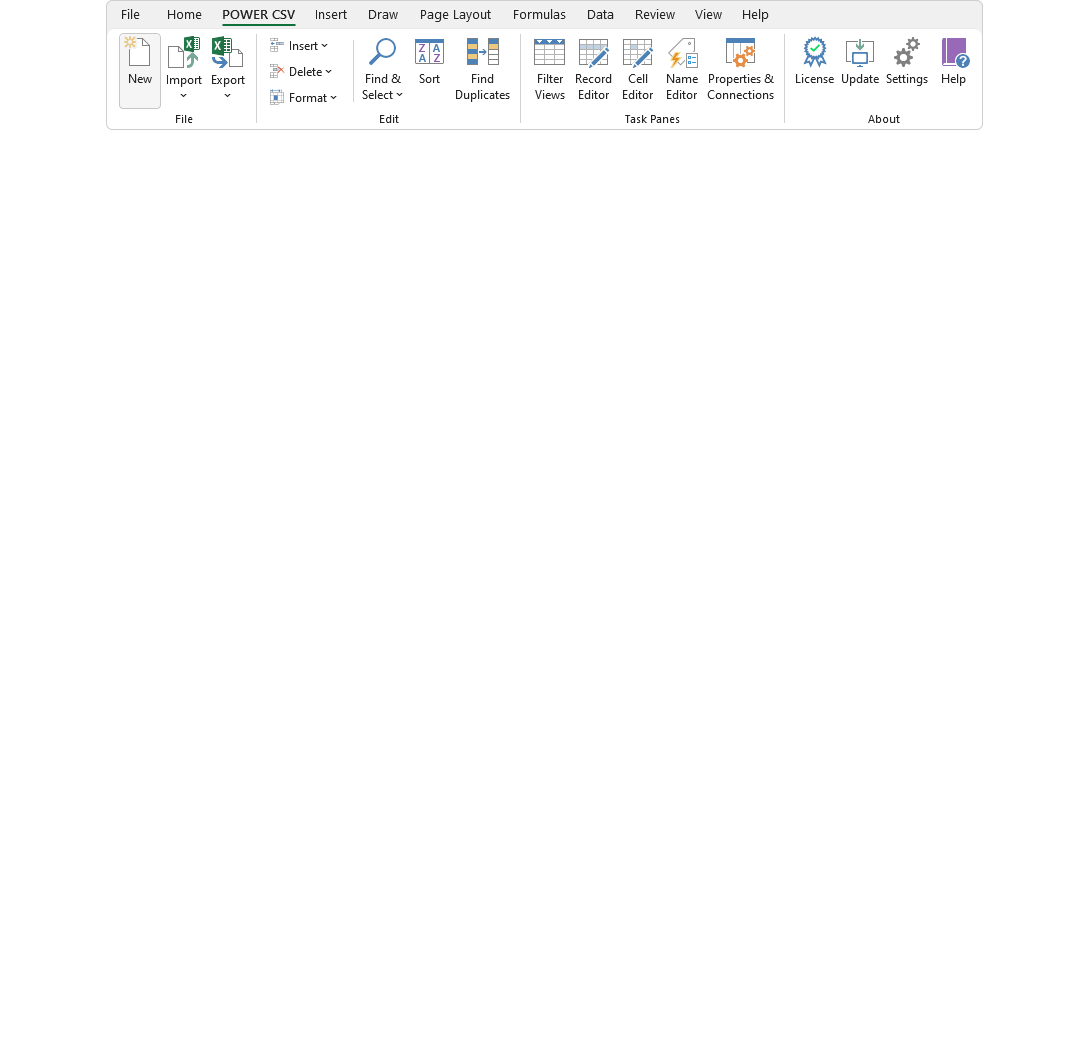 File Home POWER CSV Insert Draw Page Layout Formulas Data Review View Help
New
Import
Export
File
Insert
Delete
Format
Find &
Select
Sort
Find
Duplicates
Edit
Filter
Views
Record
Editor
Cell
Editor
Name
Editor
Properties &
Connections
Task Panes
License
Update
Settings
Help
About